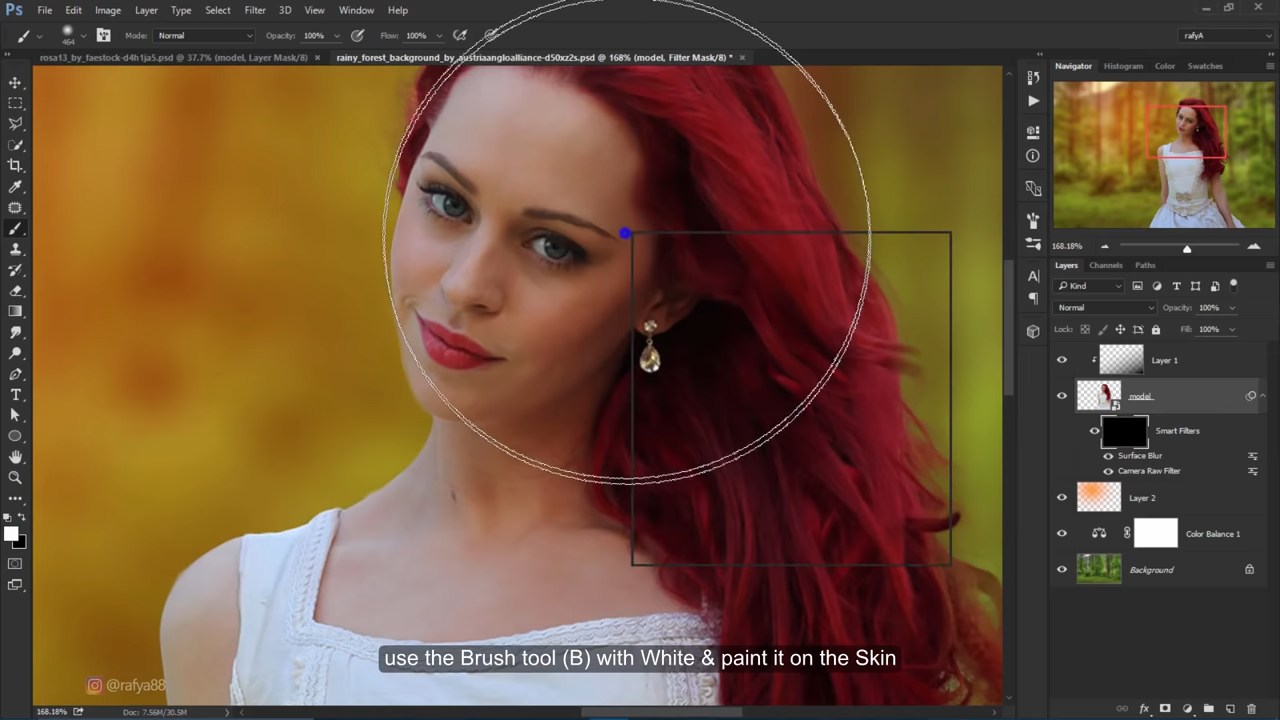 Ps File Edit Image Layer Type Select Filter 3D View Window Help
464 Mode: Normal Opacity: 100% Flow: 100% rafyA
rosa13_by_faestock-d4h1ja5.psd @ 37.7% (model, Layer Mask/8) × rainy_forest_background_by_austriaangloalliance-d50xz2s.psd @ 168% (model, Filter Mask/8) * ×
Navigator Histogram Color Swatches
168.18%
Layers Channels Paths
Kind
Normal Opacity: 100%
Lock: Fill: 100%
Layer 1
model
Smart Filters
Surface Blur
Camera Raw Filter
Layer 2
Color Balance 1
Background
use the Brush tool (B) with White & paint it on the Skin
@rafya88
168.18% Doc: 7.56M/30.5M